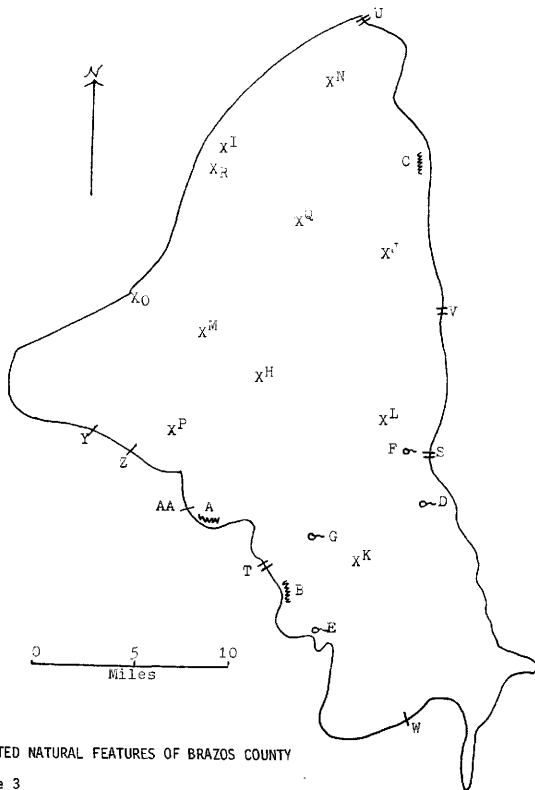 U
N
N
I
R
C
Q
J
O
V
M
H
L
P
Y
F S
Z
D
AA A
G
K
T
B
E
0 5 10
Miles
W
TED NATURAL FEATURES OF BRAZOS COUNTY
e 3